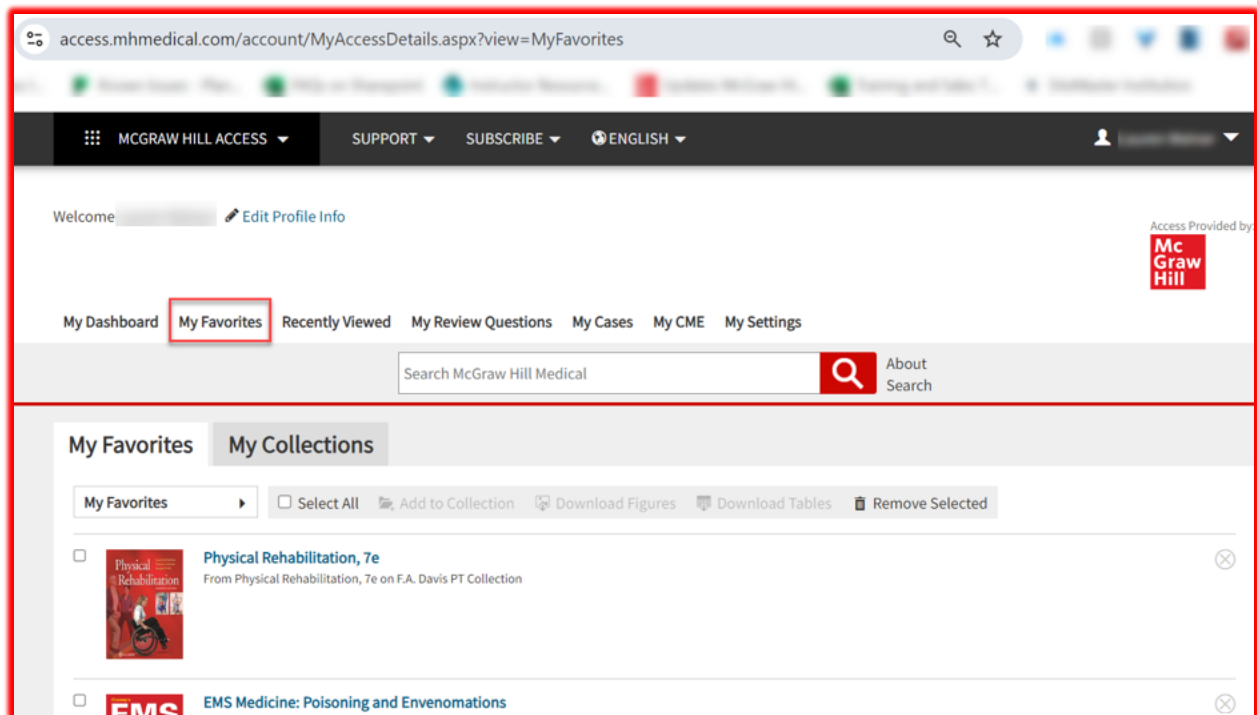 access.mhmedical.com/account/MyAccessDetails.aspx?view=MyFavorites
MCGRAW HILL ACCESS SUPPORT SUBSCRIBE ENGLISH
Welcome Edit Profile Info
Access Provided by:
Mc
Graw
Hill
My Dashboard My Favorites Recently Viewed My Review Questions My Cases My CME My Settings
Search McGraw Hill Medical
About
Search
My Favorites My Collections
My Favorites Select All Add to Collection Download Figures Download Tables Remove Selected
Physical
Rehabilitation
Physical Rehabilitation, 7e
From Physical Rehabilitation, 7e on F.A. Davis PT Collection
EMS
EMS Medicine: Poisoning and Envenomations